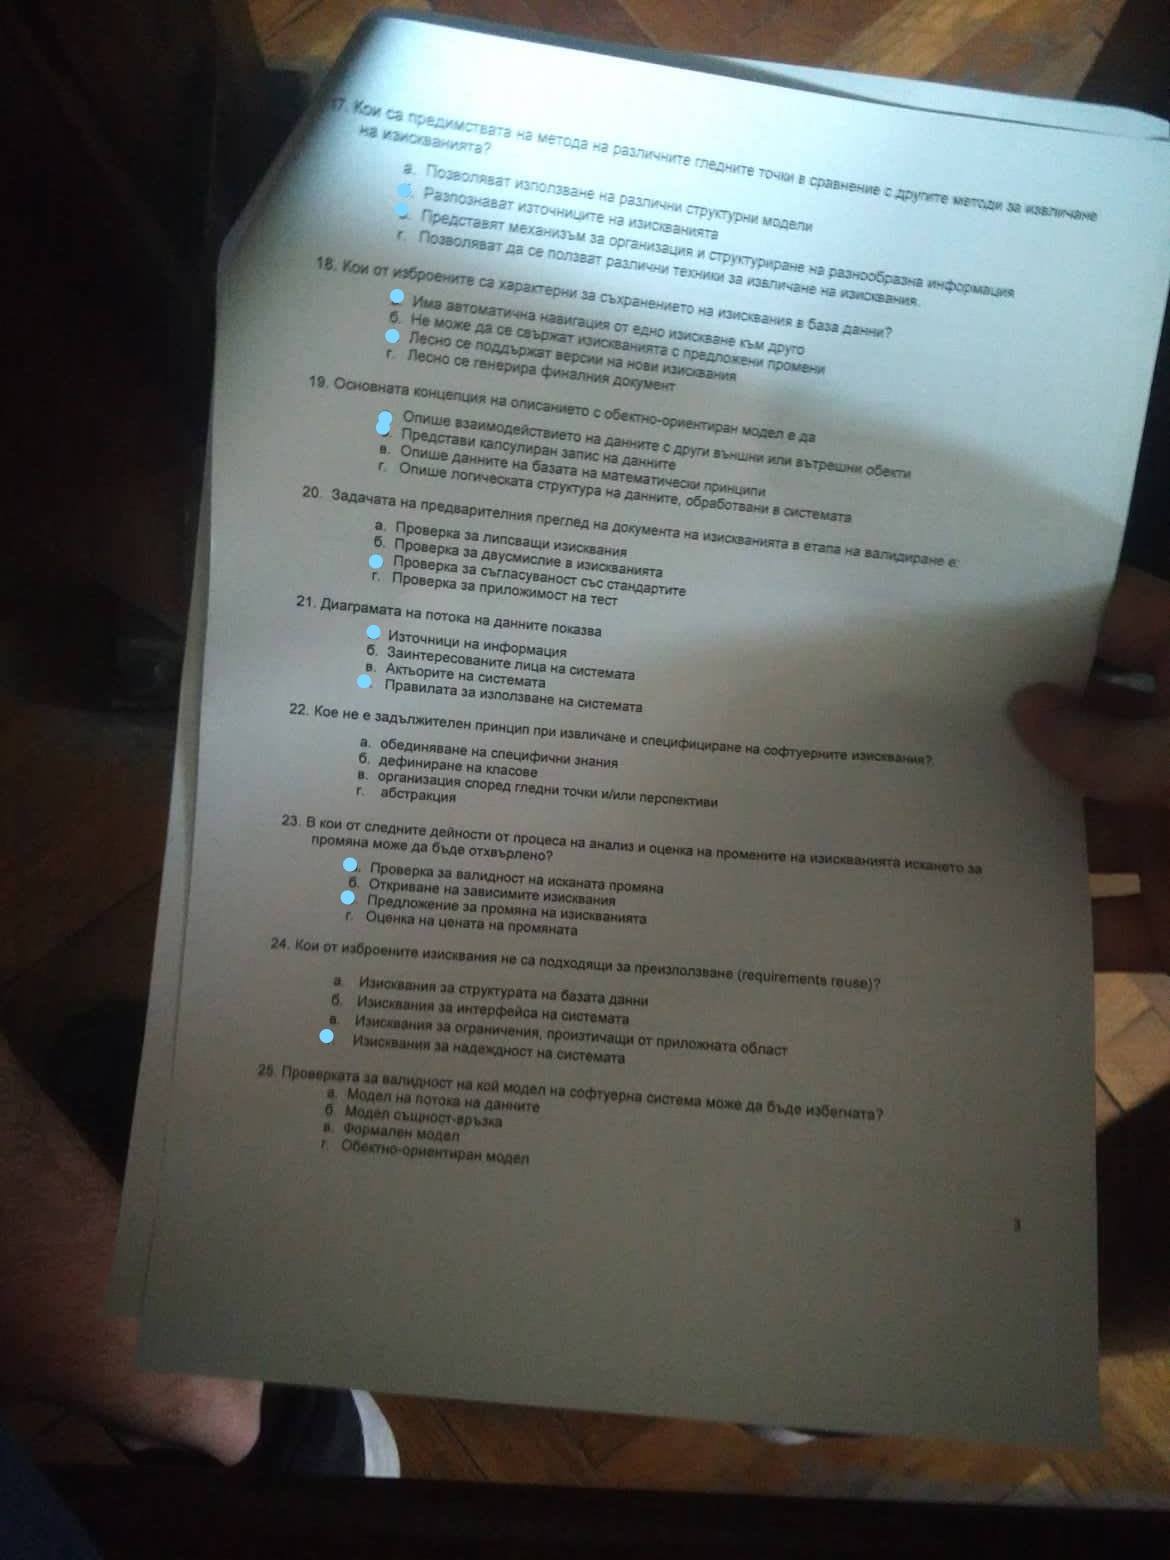 17. Кои са предимствата на метода на различните гледните точки в сравнение с другите методи за извличане
на изискванията?
а. Позволяват използване на различни структурни модели
Разпознават източниците на изискванията
Представят механизъм за организация и структуриране на разнообразна информация
г. Позволяват да се ползват различни техники за извличане на изисквания.
18. Кои от изброените са характерни за съхранението на изисквания в база данни?
Има автоматична навигация от едно изискване към друго
б. Не може да се свържат изискванията с предложени промени
Лесно се поддържат версии на нови изисквания
г. Лесно се генерира финалния документ
19. Основната концепция на описанието с обектно-ориентиран модел е да
Опише взаимодействието на данните с други външни или вътрешни обекти
Представи капсулиран запис на данните
в. Опише данните на базата на математически принципи
г. Опише логическата структура на данните, обработвани в системата
20. Задачата на предварителния преглед на документа на изискванията в етапа на валидиране е:
а. Проверка за липсващи изисквания
б. Проверка за двусмислие в изискванията
Проверка за съгласуваност със стандартите
г. Проверка за приложимост на тест
21. Диаграмата на потока на данните показва
Източници на информация
б. Заинтересованите лица на системата
в. Актьорите на системата
Правилата за използване на системата
22. Кое не е задължителен принцип при извличане и специфициране на софтуерните изисквания?
а. обединяване на специфични знания
б. дефиниране на класове
в. организация според гледни точки и/или перспективи
г. абстракция
23. В кои от следните дейности от процеса на анализ и оценка на промените на изискванията искането за
промяна може да бъде отхвърлено?
Проверка за валидност на исканата промяна
б. Откриване на зависимите изисквания
Предложение за промяна на изискванията
г. Оценка на цената на промяната
24. Кои от изброените изисквания не са подходящи за преизползване (requirements reuse)?
а. Изисквания за структурата на базата данни
б. Изисквания за интерфейса на системата
в. Изисквания за ограничения, произтичащи от приложната област
Изисквания за надеждност на системата
25. Проверката за валидност на кой модел на софтуерна система може да бъде избегната?
а. Модел на потока на данните
б. Модел същност-връзка
в. Формален модел
г. Обектно-ориентиран модел
3